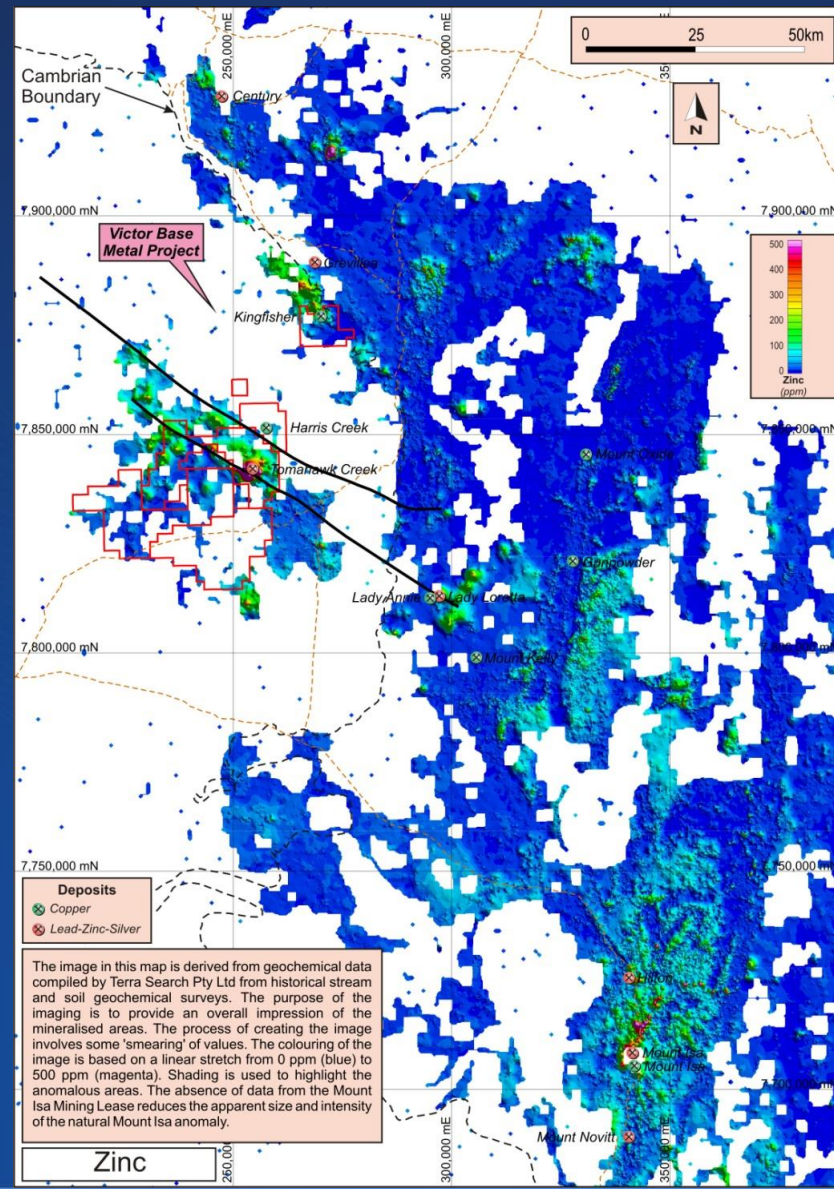 0 25 50km
250,000 mE
300,000 mE
Cambrian
Boundary
Century
N
7,900,000 mN
7,900,000 mN
Victor Base
Metal Project
500
400
300
200
100
0
Zinc
(ppm)
Grevillea
Kingfisher
Harris Creek
7,850,000 mN
Mount Oxide
Tomahawk Creek
Gunpowder
Lady Annie
Lady Loretta
7,800,000 mN
Mount Kelly
7,750,000 mN
7,750,000 mN
Deposits
Copper
Lead-Zinc-Silver
The image in this map is derived from geochemical data
compiled by Terra Search Pty Ltd from historical stream
and soil geochemical surveys. The purpose of the
imaging is to provide an overall impression of the
mineralised areas. The process of creating the image
involves some 'smearing' of values. The colouring of the
image is based on a linear stretch from 0 ppm (blue) to
500 ppm (magenta). Shading is used to highlight the
anomalous areas. The absence of data from the Mount
Isa Mining Lease reduces the apparent size and intensity
of the natural Mount Isa anomaly.
Hilton
Mount Isa
Mount Isa
7,700,000 mN
Mount Novitt
300,000 mE
350,000 mE
Zinc